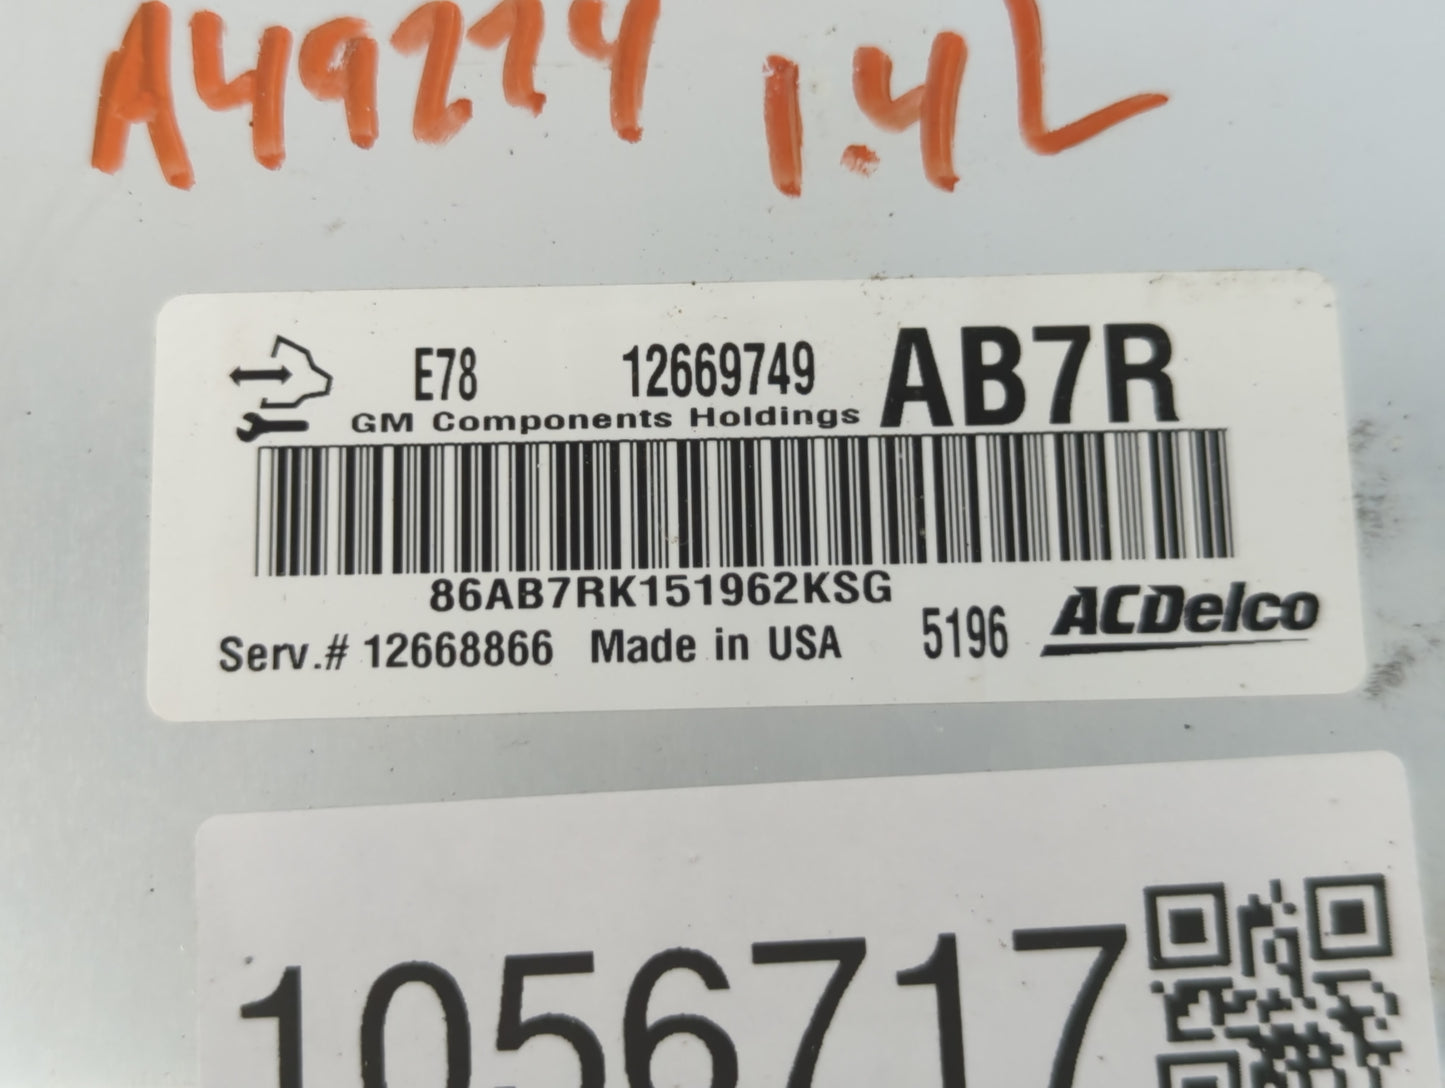 A49224 1.4L
E78 12669749 AB7R
GM Components Holdings
86AB7RK151962KSG
Serv.# 12668866 Made in USA 5196 ACDelco
1056717